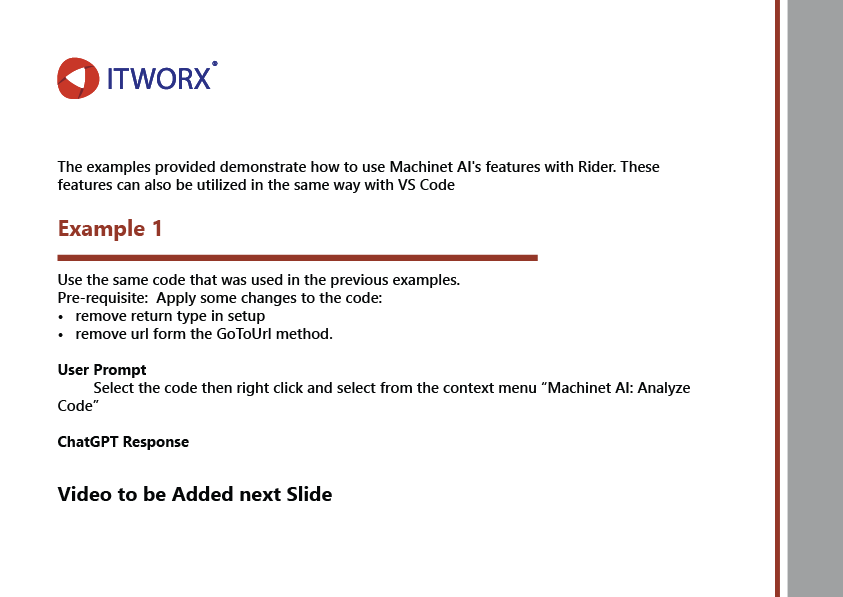 ITWORX®
The examples provided demonstrate how to use Machinet AI's features with Rider. These
features can also be utilized in the same way with VS Code
Example 1
Use the same code that was used in the previous examples.
Pre-requisite:  Apply some changes to the code:
• remove return type in setup
• remove url form the GoToUrl method.
User Prompt
Select the code then right click and select from the context menu “Machinet AI: Analyze
Code”
ChatGPT Response
Video to be Added next Slide